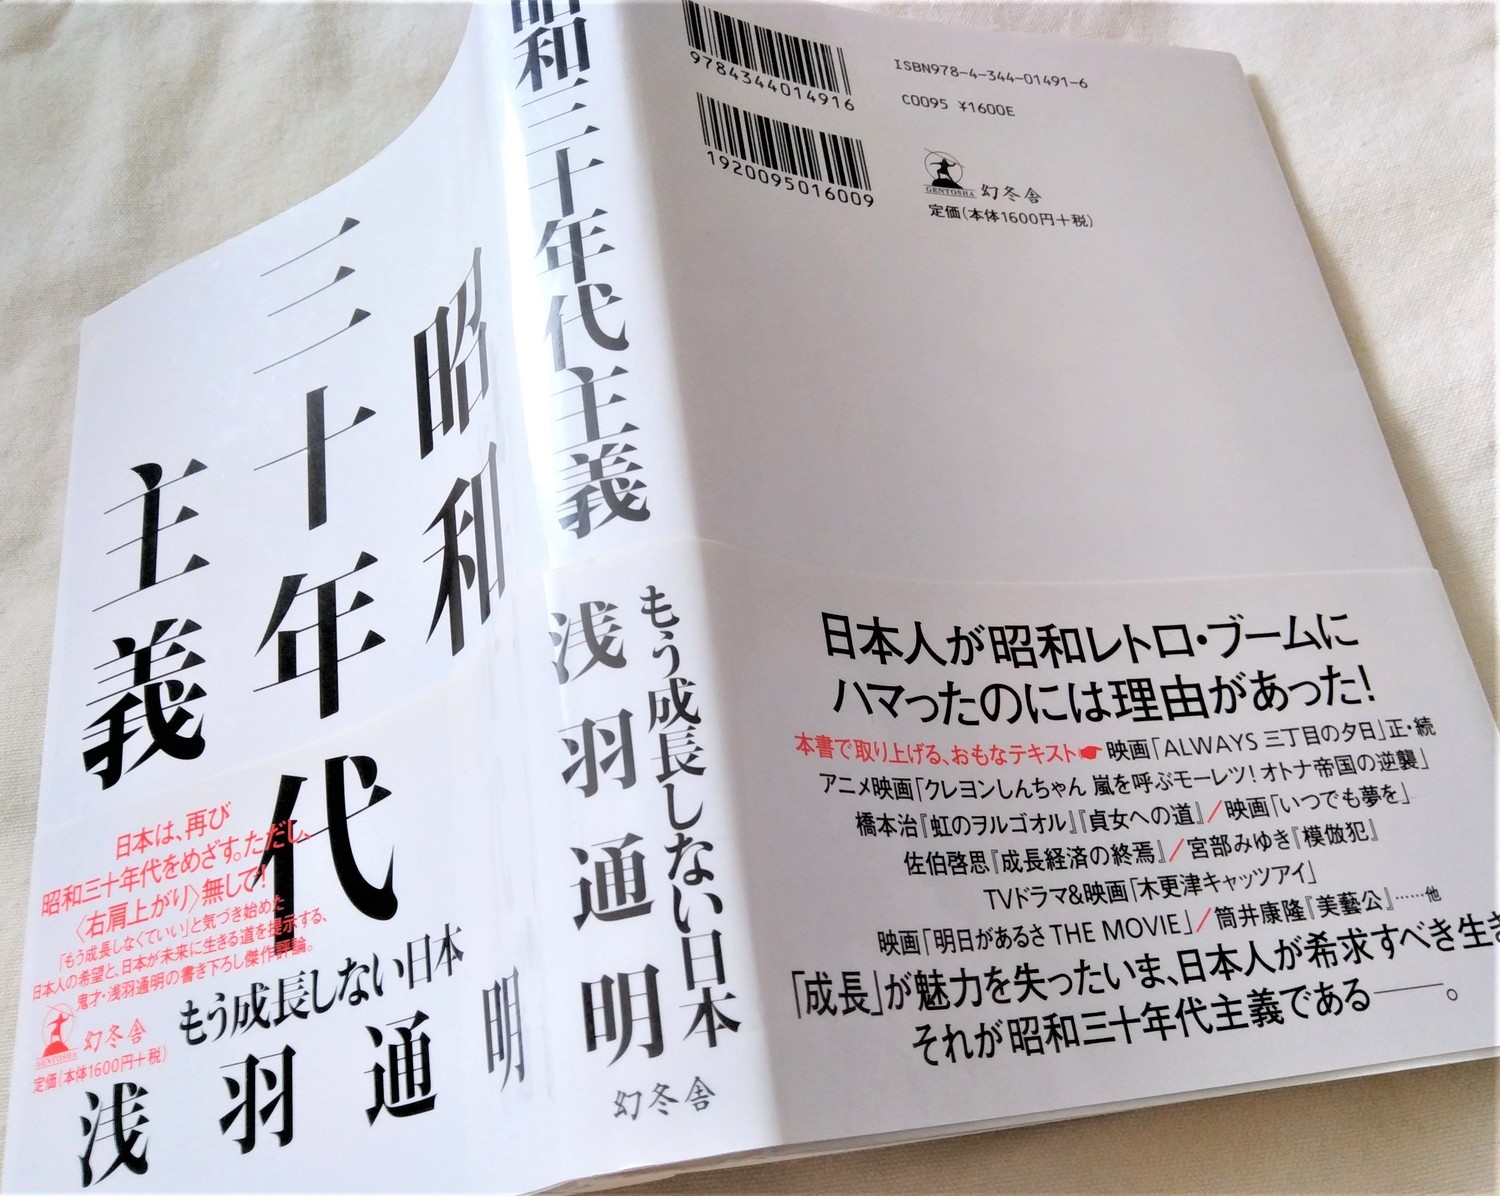 昭和
三十年代
主義
日本は、再び
昭和三十年代をめざす。ただし、
〈右肩上がり〉無しで!
「もう成長しなくていい」と気づき始めた
日本人の希望と、日本が未来に生きる道を提示する、
鬼才・浅羽通明の書き下ろし傑作評論。
もう成長しない日本
GENTOSHA
幻冬舎
定価(本体1600円+税)
浅羽通明
昭和三十年代主義
もう成長しない日本
浅羽通明
幻冬舎
9784344014916
1920095016009
ISBN978-4-344-01491-6
C0095 ¥1600E
GENTOSHA
幻冬舎
定価(本体1600円+税)
日本人が昭和レトロ・ブームに
ハマったのには理由があった!
本書で取り上げる、おもなテキスト☛映画「ALWAYS 三丁目の夕日」正・続
アニメ映画「クレヨンしんちゃん 嵐を呼ぶモーレツ!オトナ帝国の逆襲」
橋本治『虹のヲルゴオル』『貞女への道』/映画「いつでも夢を」
佐伯啓思『成長経済の終焉』/宮部みゆき『模倣犯』
TVドラマ&映画「木更津キャッツアイ」
映画「明日があるさ THE MOVIE」/筒井康隆『美藝公』……他
「成長」が魅力を失ったいま、日本人が希求すべき生き
それが昭和三十年代主義である――。